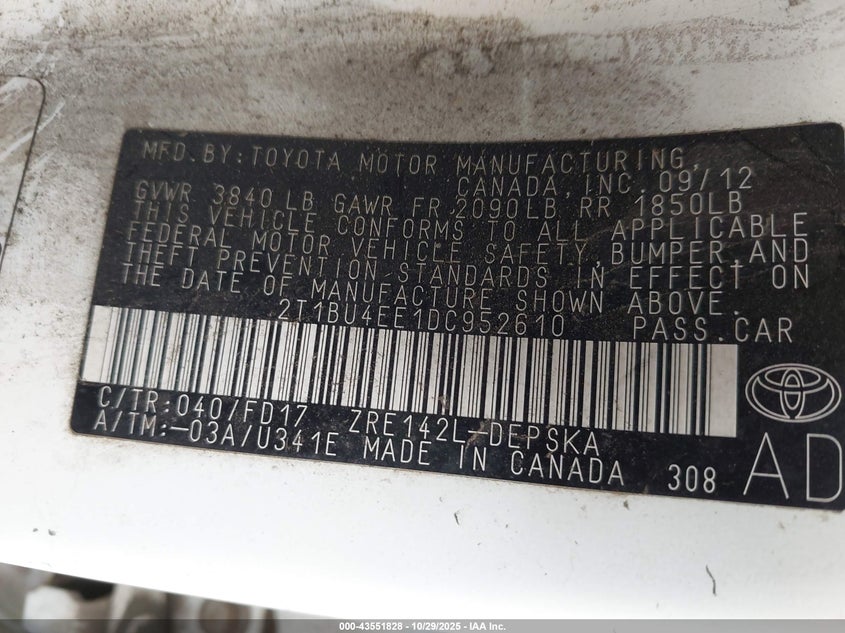 MFD. BY: TOYOTA MOTOR MANUFACTURING,
CANADA, INC. 09/12
GVWR 3840 LB GAWR FR 2090LB RR 1850LB
THIS VEHICLE CONFORMS TO ALL APPLICABLE
FEDERAL MOTOR VEHICLE SAFETY, BUMPER, AND
THEFT PREVENTION STANDARDS IN EFFECT ON
THE DATE OF MANUFACTURE SHOWN ABOVE.
2T1BU4EE1DC952610 PASS. CAR
C/TR: 040/FD17 ZRE142L-DEPSKA
A/TM:-03A/U341E MADE IN CANADA 308
AD
000-43551828 - 10/29/2025 - IAA Inc.